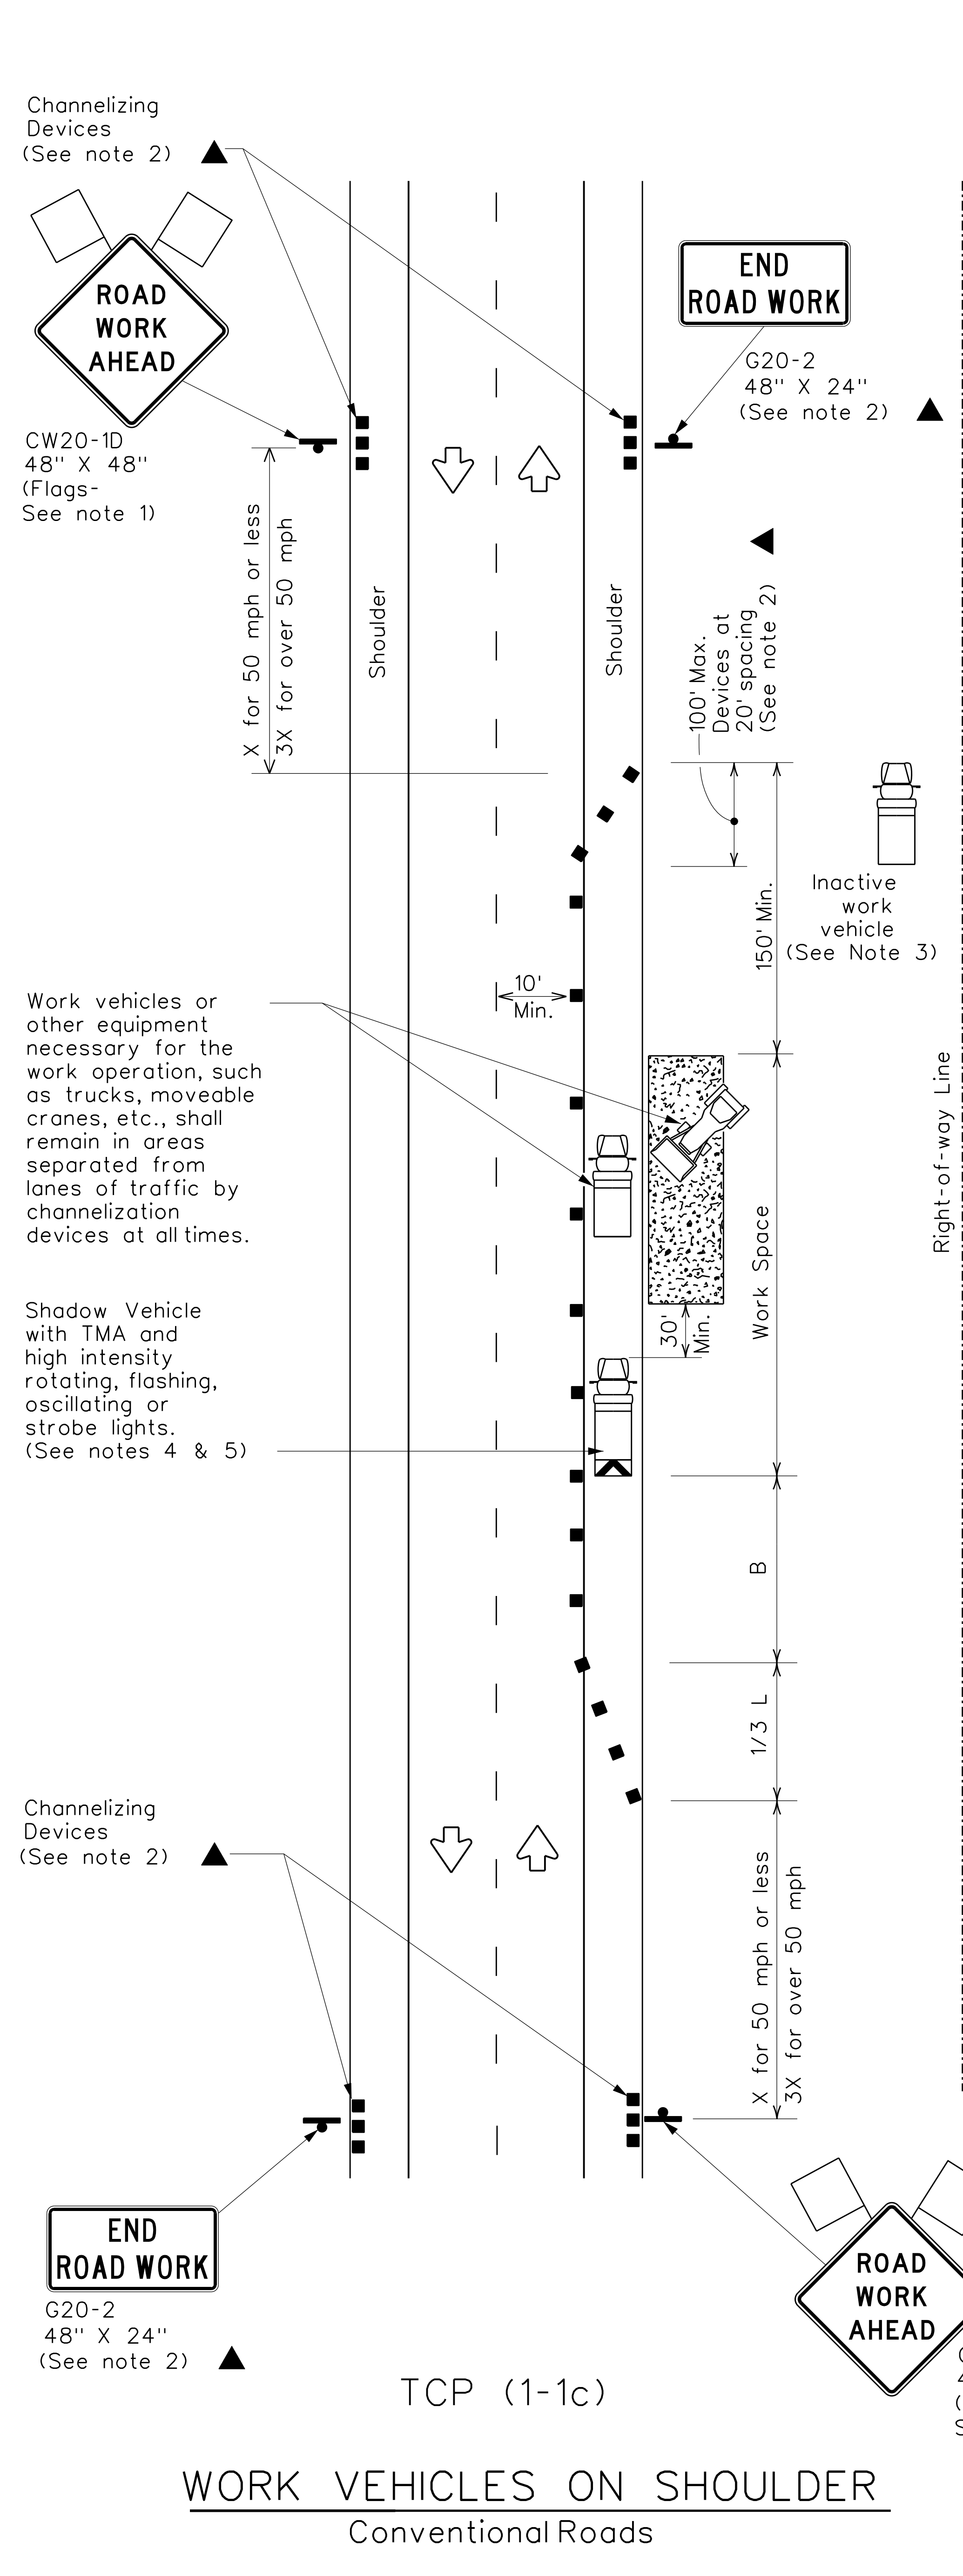 Channelizing
Devices
(See note 2)
ROAD
WORK
AHEAD
CW20-1D
48" X 48"
(Flags-
See note 1)
END
ROAD WORK
G20-2
48" X 24"
(See note 2)
X for 50 mph or less
3X for over 50 mph
Shoulder
Shoulder
100' Max.
Devices at
20' spacing
(See note 2)
150' Min.
Inactive
work
vehicle
(See Note 3)
10'
Min.
Work vehicles or
other equipment
necessary for the
work operation, such
as trucks, moveable
cranes, etc., shall
remain in areas
separated from
lanes of traffic by
channelization
devices at all times.
Right-of-way Line
Work Space
30'
Min.
Shadow Vehicle
with TMA and
high intensity
rotating, flashing,
oscillating or
strobe lights.
(See notes 4 & 5)
B
1/3 L
Channelizing
Devices
(See note 2)
X for 50 mph or less
3X for over 50 mph
END
ROAD WORK
G20-2
48" X 24"
(See note 2)
ROAD
WORK
AHEAD
TCP (1-1c)
WORK VEHICLES ON SHOULDER
Conventional Roads